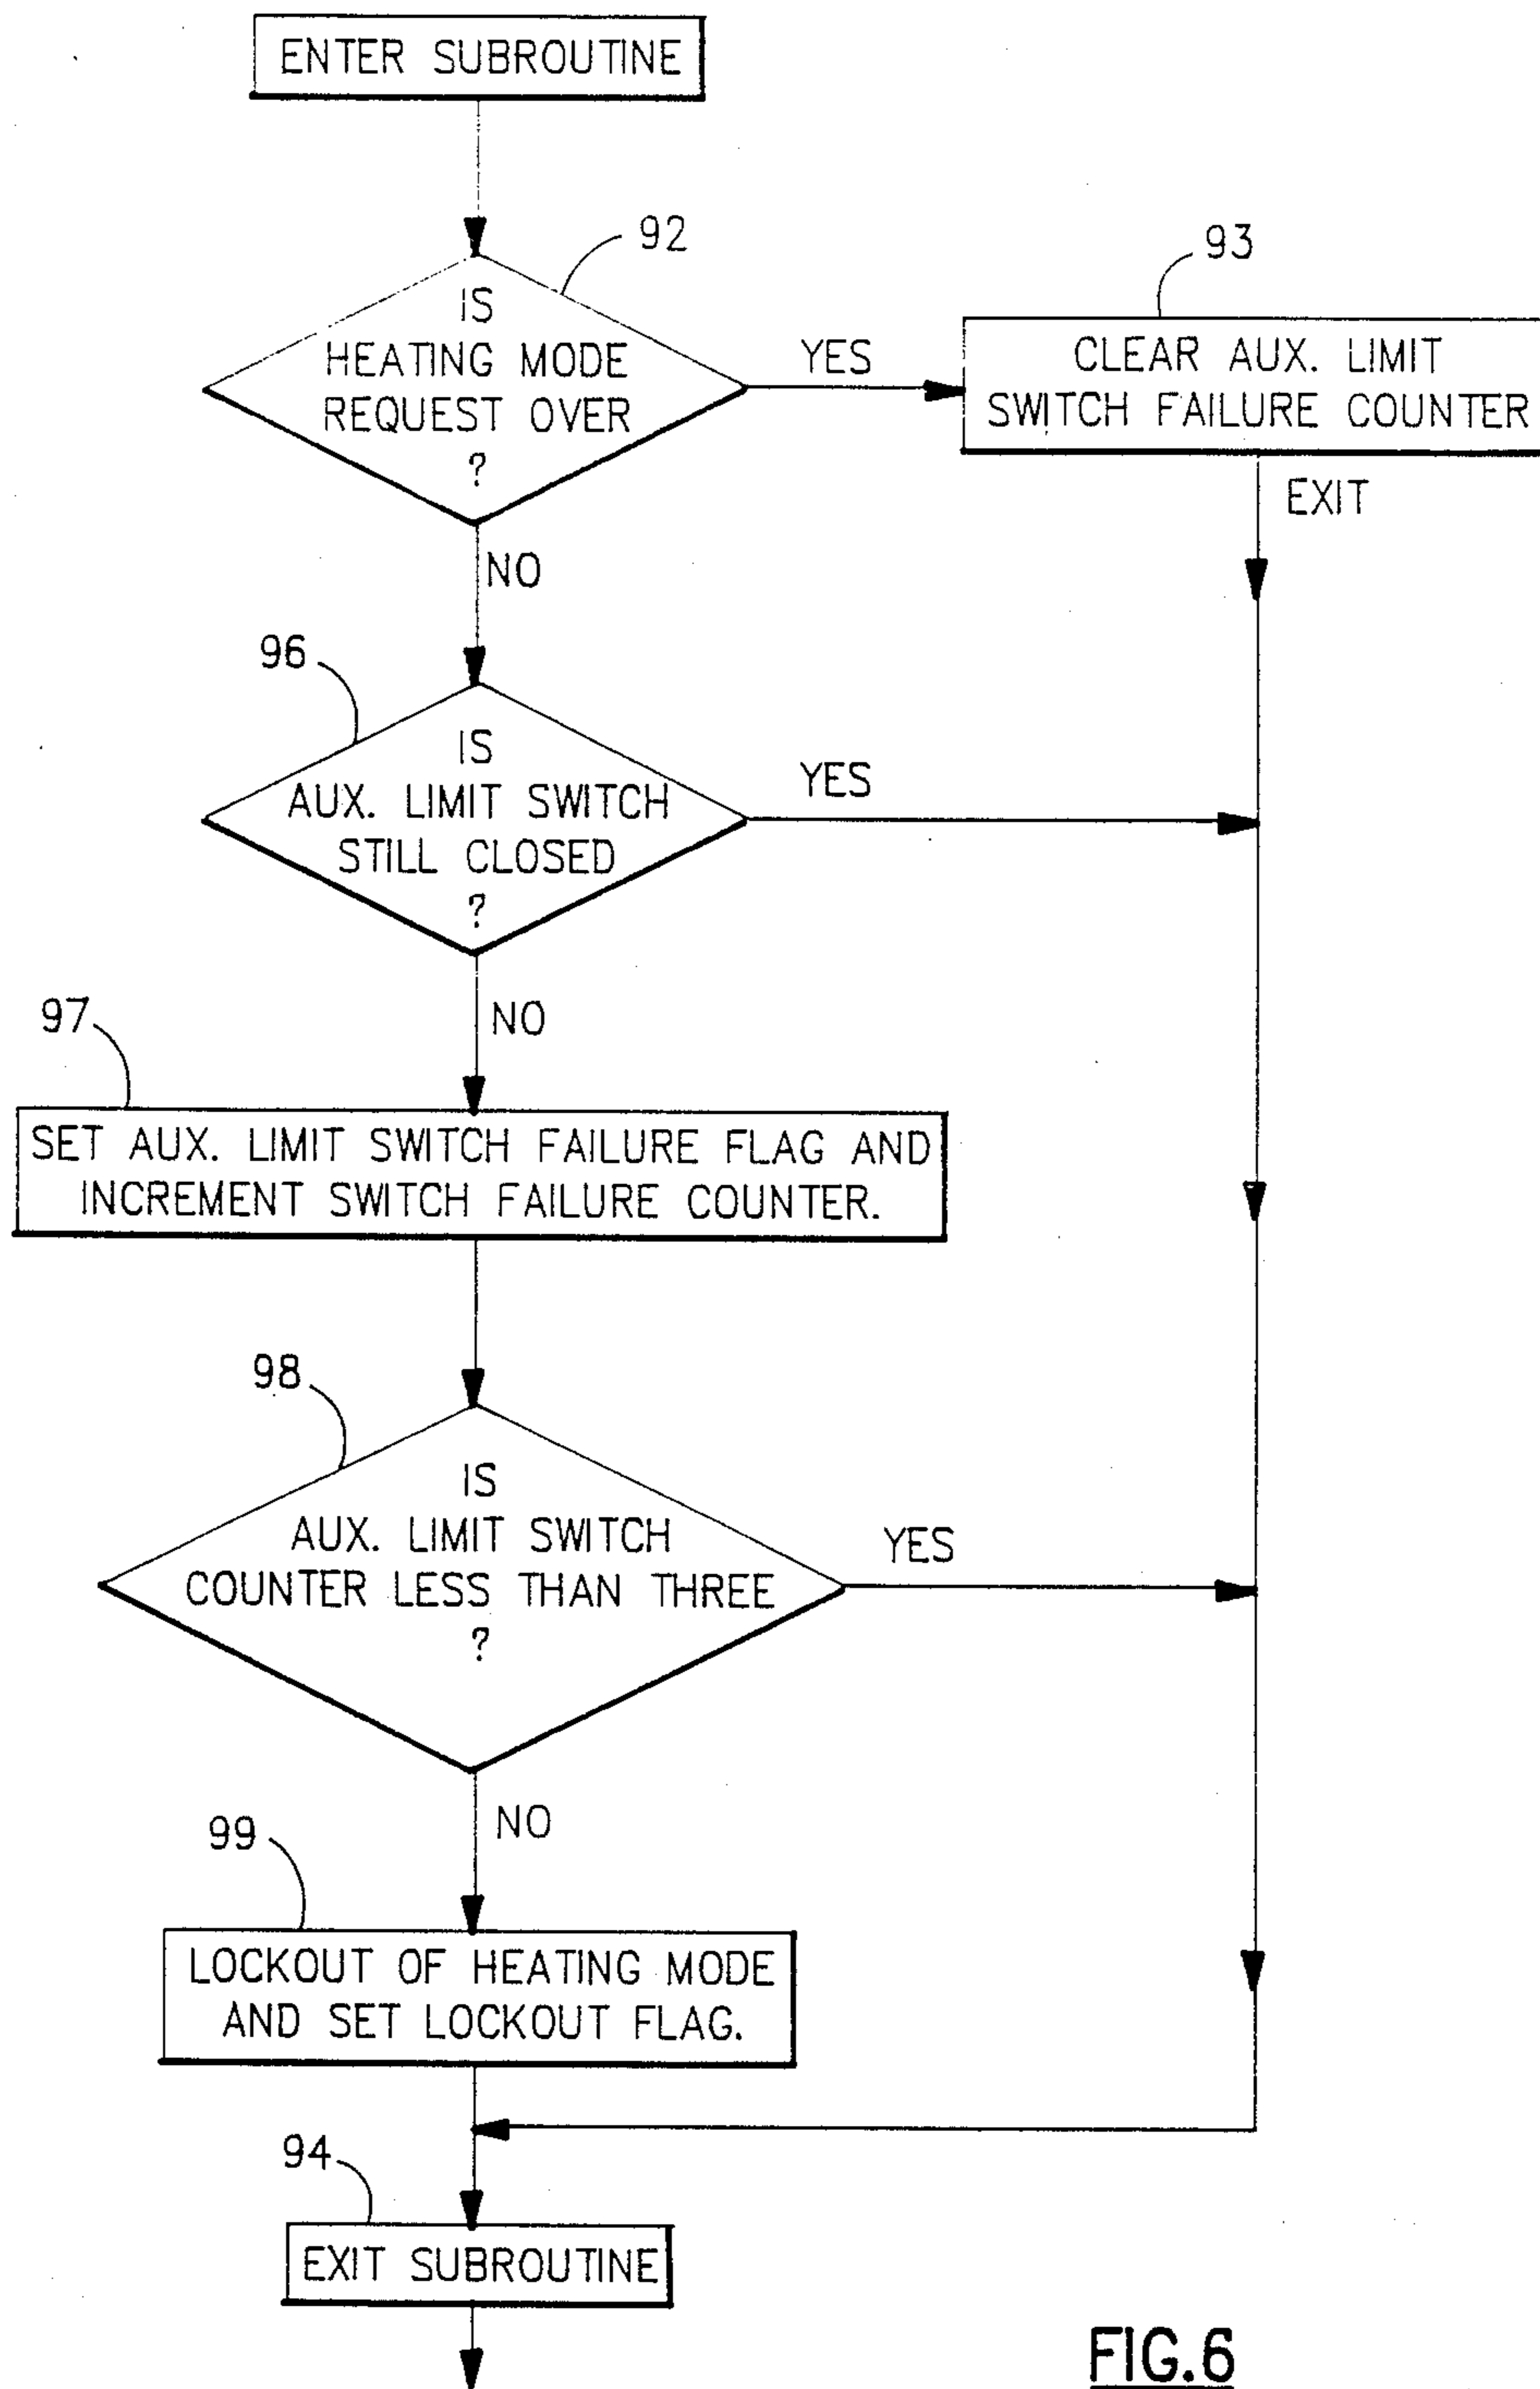 ENTER SUBROUTINE
92
IS
HEATING MODE
REQUEST OVER
?
YES
93
CLEAR AUX. LIMIT
SWITCH FAILURE COUNTER
EXIT
NO
96
IS
AUX. LIMIT SWITCH
STILL CLOSED
?
YES
NO
97
SET AUX. LIMIT SWITCH FAILURE FLAG AND
INCREMENT SWITCH FAILURE COUNTER.
98
IS
AUX. LIMIT SWITCH
COUNTER LESS THAN THREE
?
YES
NO
99
LOCKOUT OF HEATING MODE
AND SET LOCKOUT FLAG.
94
EXIT SUBROUTINE
FIG.6